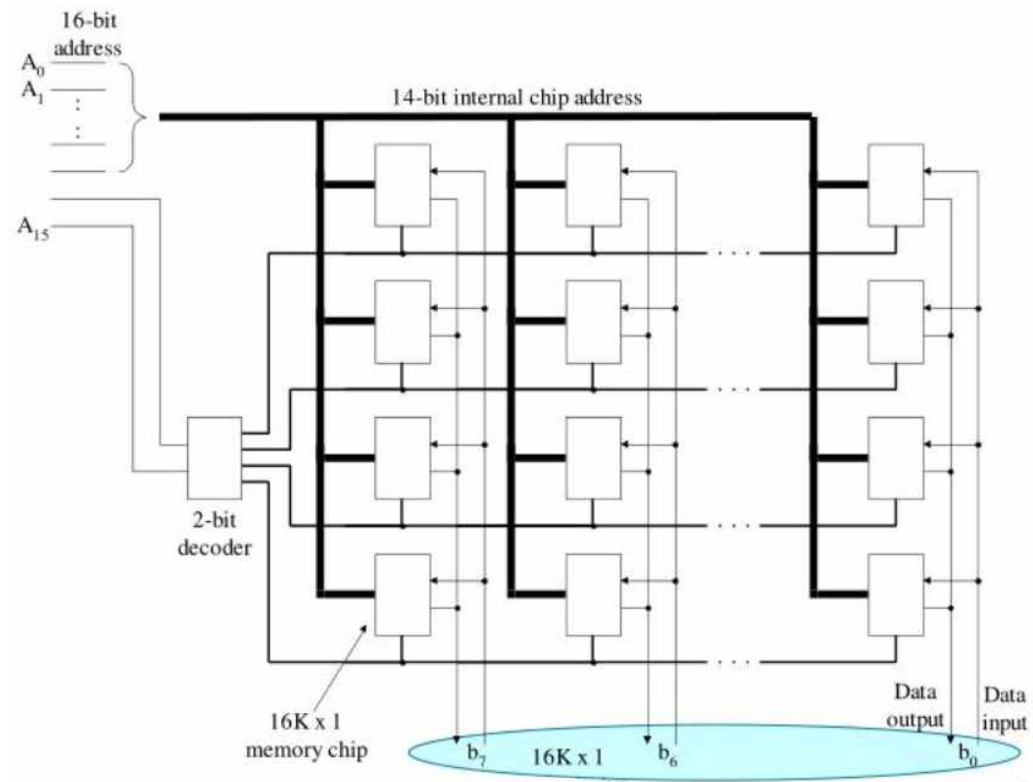 16-bit
address
A0
A1
:
:
A15
14-bit internal chip address
. . .
. . .
. . .
. . .
2-bit
decoder
16K x 1
memory chip
Data
output
Data
input
b7
16K x 1
b6
b0